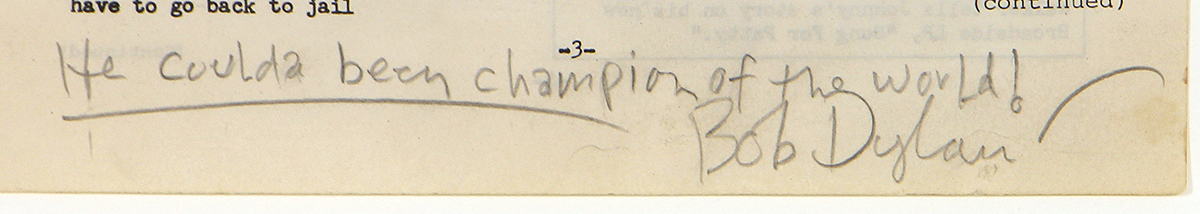 have to go back to jail
(continued)
-3-
He coulda been champion of the world!
Bob Dylan